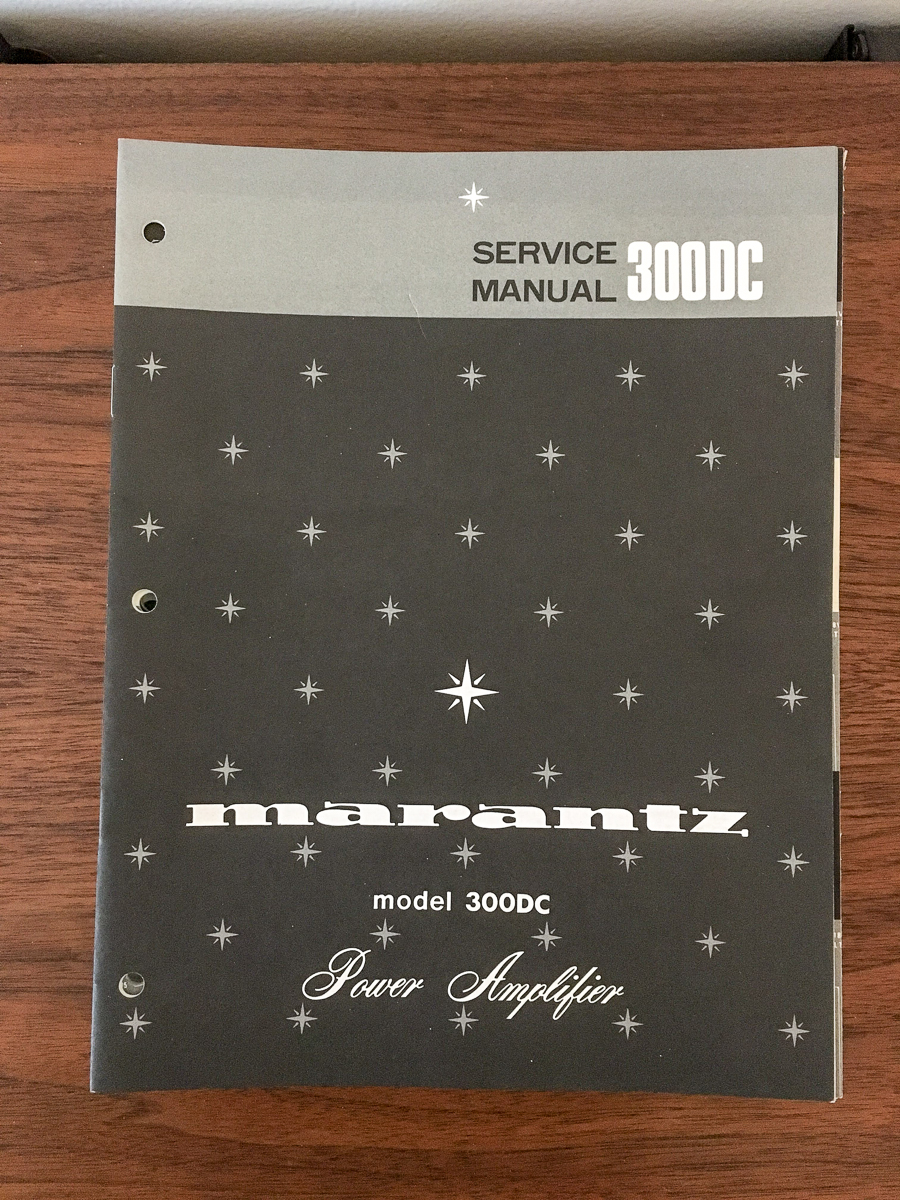 SERVICE
MANUAL 300DC
marantz
model 300DC
Power Amplifier